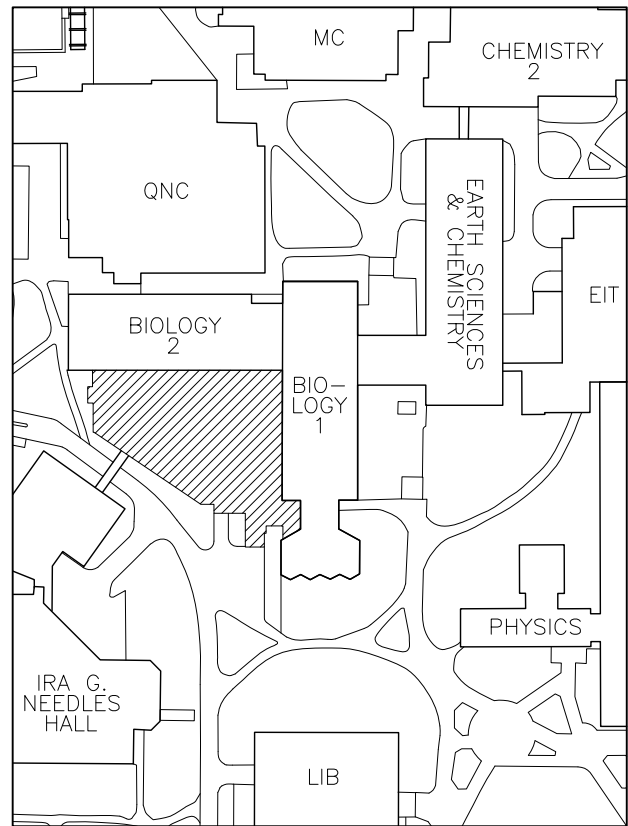 MC
CHEMISTRY
2
QNC
EARTH SCIENCES
& CHEMISTRY
EIT
BIOLOGY
2
BIO–
LOGY
1
PHYSICS
IRA G.
NEEDLES
HALL
LIB